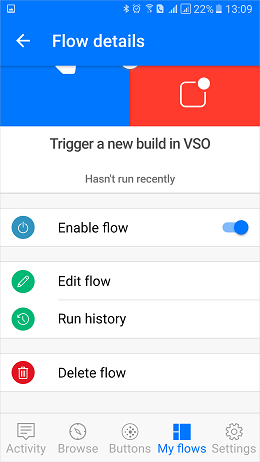 22% 13:09
Flow details
Trigger a new build in VSO
Hasn't run recently
Enable flow
Edit flow
Run history
Delete flow
Activity Browse Buttons My flows Settings